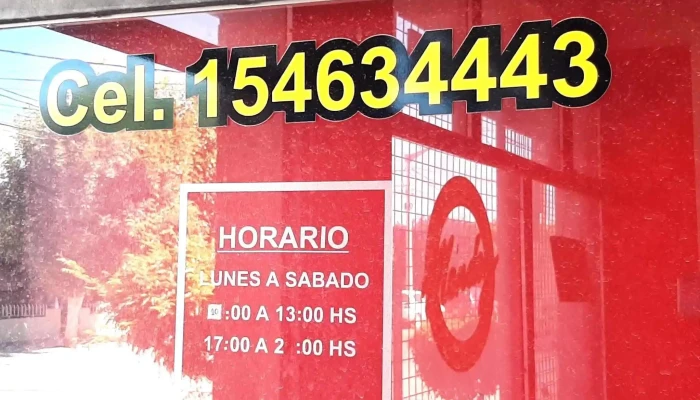 Cel. 154634443
HORARIO
LUNES A SABADO
:00 A 13:00 HS
17:00 A 2 :00 HS